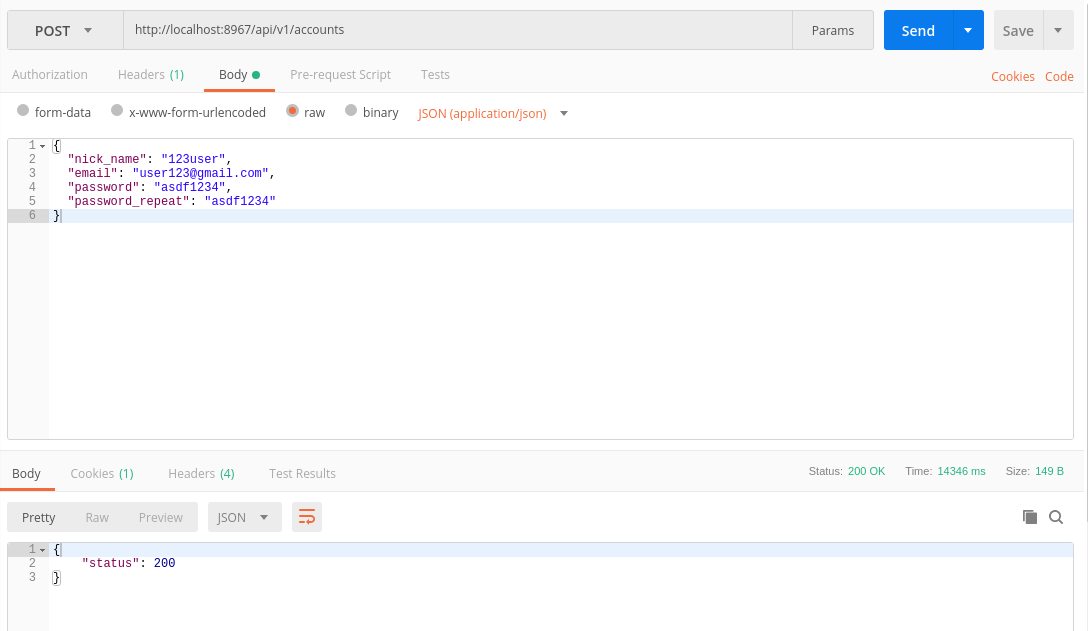 POST http://localhost:8967/api/v1/accounts Params Send Save
Authorization Headers (1) Body Pre-request Script Tests Cookies Code
form-data x-www-form-urlencoded raw binary JSON (application/json)
1 {
2 "nick_name": "123user",
3 "email": "user123@gmail.com",
4 "password": "asdf1234",
5 "password_repeat": "asdf1234"
6 }
Body Cookies (1) Headers (4) Test Results Status: 200 OK Time: 14346 ms Size: 149 B
Pretty Raw Preview JSON
1 {
2 "status": 200
3 }